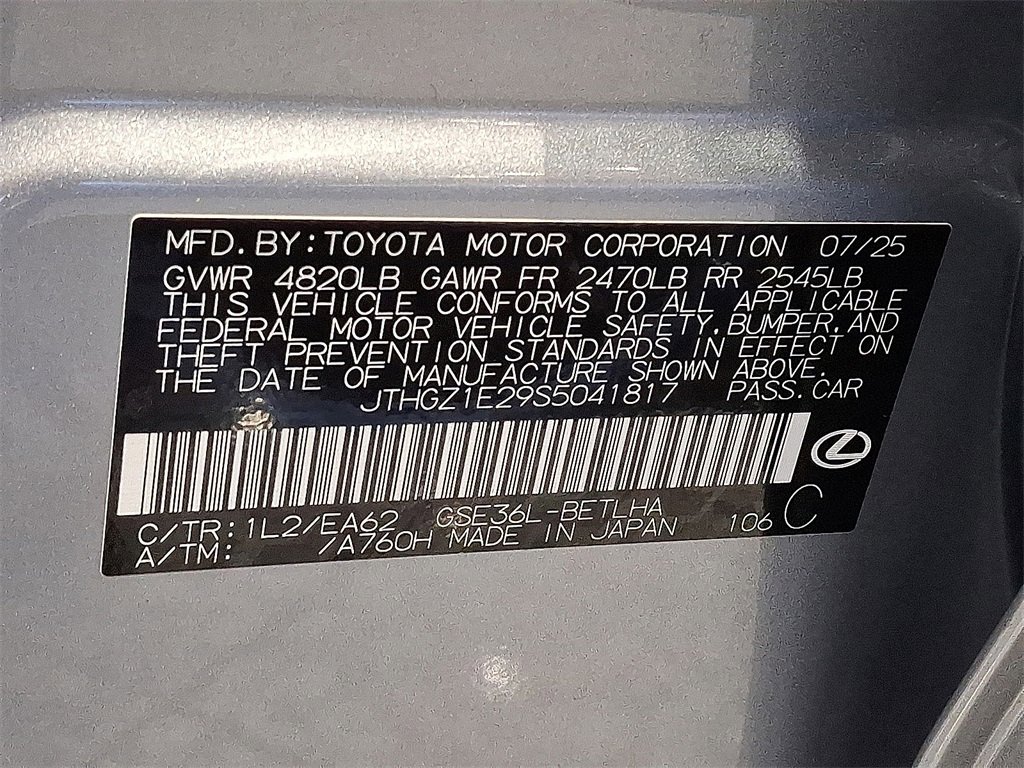 MFD. BY: TOYOTA MOTOR CORPORATION 07/25
GVWR 4820LB GAWR FR 2470LB RR 2545LB
THIS VEHICLE CONFORMS TO ALL APPLICABLE
FEDERAL MOTOR VEHICLE SAFETY, BUMPER, AND
THEFT PREVENTION STANDARDS IN EFFECT ON
THE DATE OF MANUFACTURE SHOWN ABOVE.
JTHGZ1E29S5041817 PASS. CAR
C/TR: 1L2/EA62 GSE36L-BETLHA
A/TM: /A760H MADE IN JAPAN 106 C